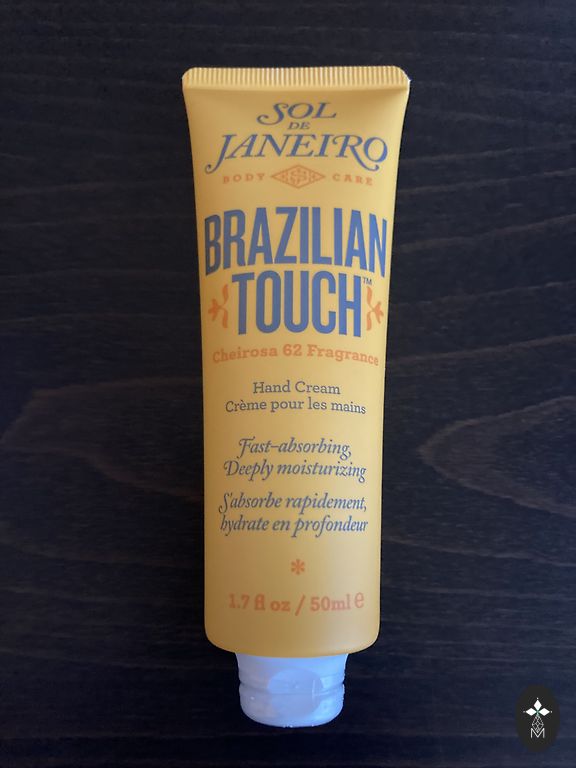 SOL
DE
JANEIRO
BODY CARE
BRAZILIAN
TOUCH™
Cheirosa 62 Fragrance
Hand Cream
Crème pour les mains
Fast-absorbing,
Deeply moisturizing
S'absorbe rapidement,
hydrate en profondeur
*
1.7 fl oz / 50ml e
M